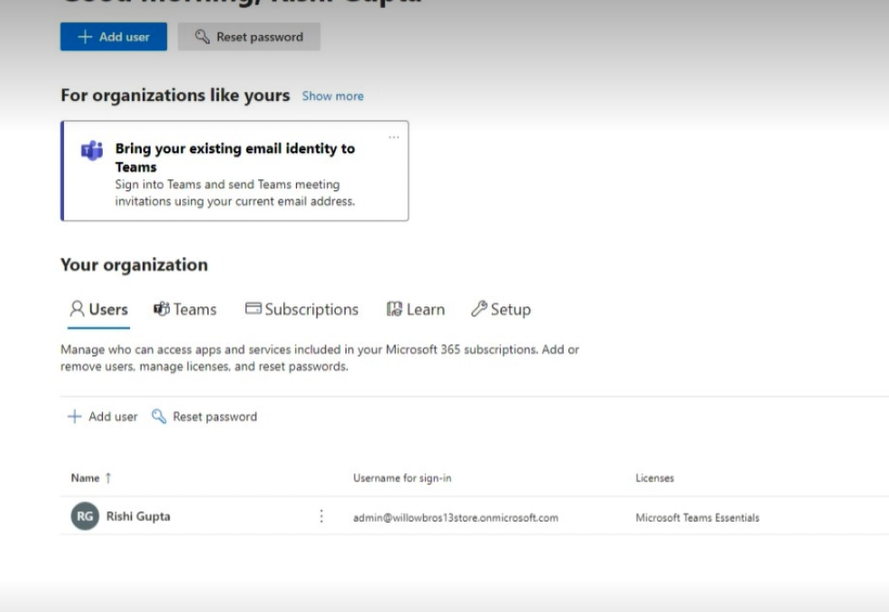 Good morning, Rishi Gupta
Add user
Reset password
For organizations like yours Show more
Bring your existing email identity to
Teams
Sign into Teams and send Teams meeting
invitations using your current email address.
Your organization
Users Teams Subscriptions Learn Setup
Manage who can access apps and services included in your Microsoft 365 subscriptions. Add or
remove users, manage licenses, and reset passwords.
Add user Reset password
Name Username for sign-in Licenses
RG Rishi Gupta admin@willowbros13store.onmicrosoft.com Microsoft Teams Essentials